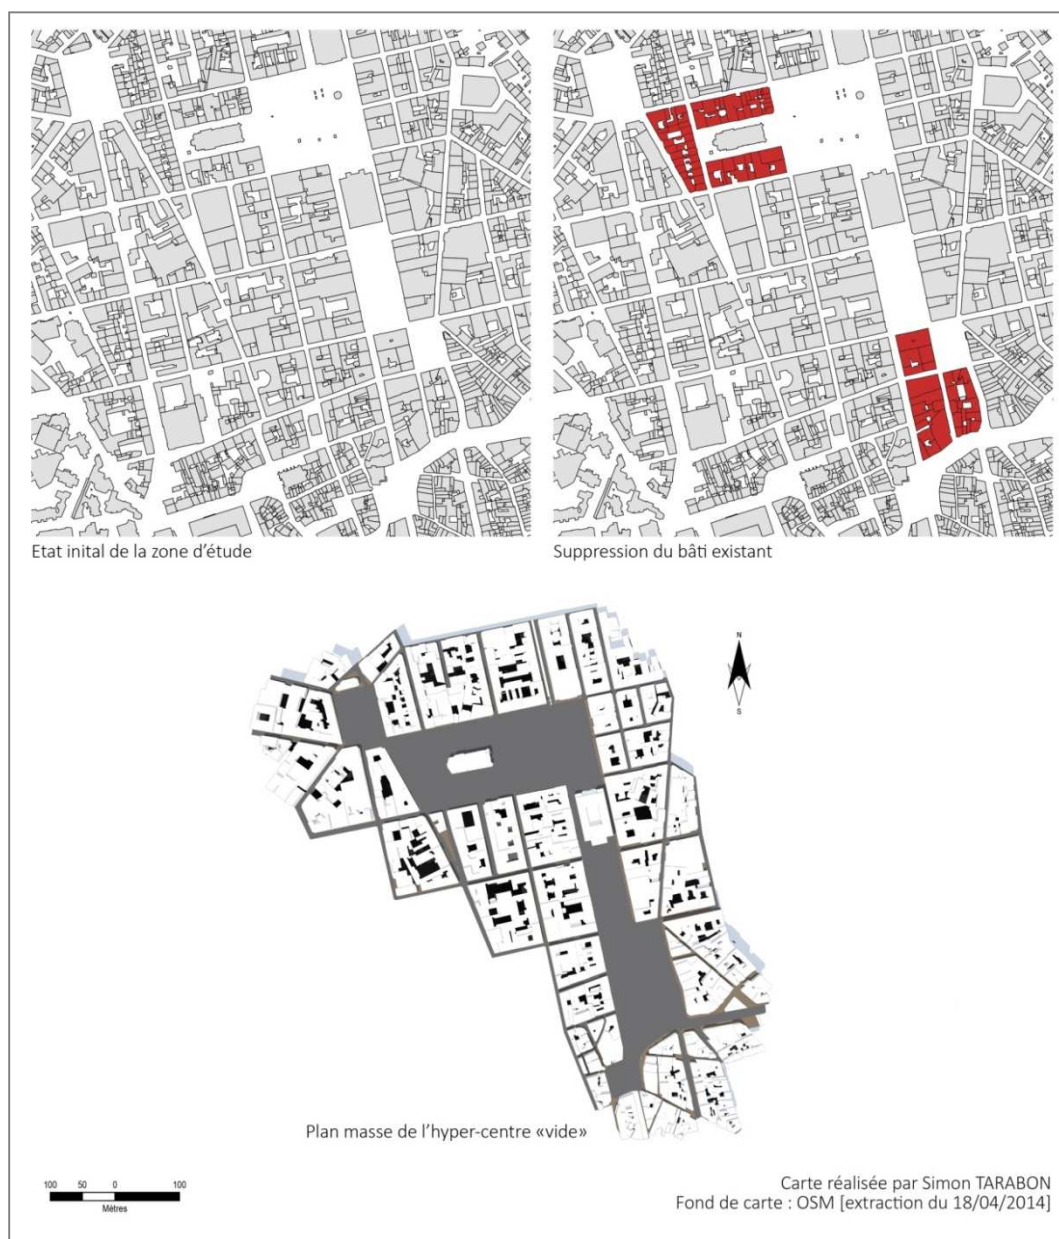 Etat inital de la zone d'étude
Suppression du bâti existant
N
S
Plan masse de l'hyper-centre «vide»
100 50 0 100
Mètres
Carte réalisée par Simon TARABON
Fond de carte : OSM [extraction du 18/04/2014]